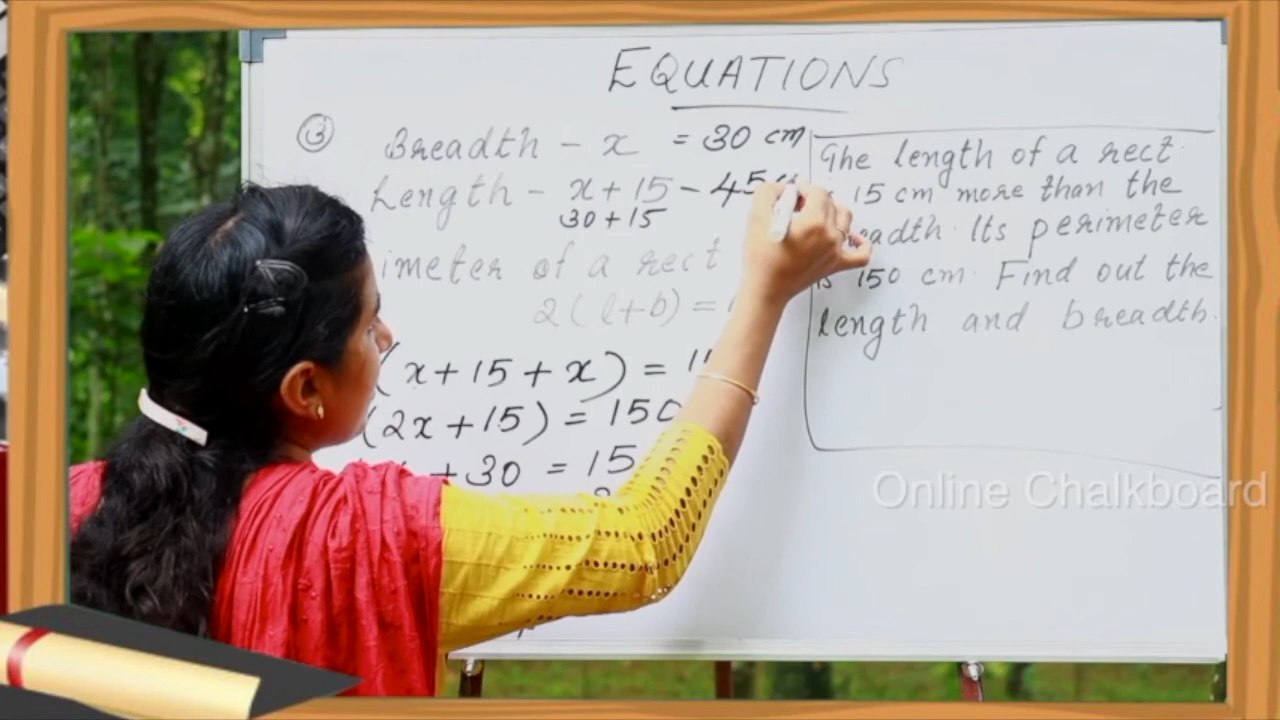 EQUATIONS
3
Breadth - x = 30 cm
Length - x + 15 - 45
30 + 15
of a rect
2(l+b) =
(x + 15 + x) =
(2x + 15) = 150
+ 30 = 15
The length of a rect.
15 cm more than the
Its perimeter
150 cm. Find out the
length and breadth.
Online Chalkboard